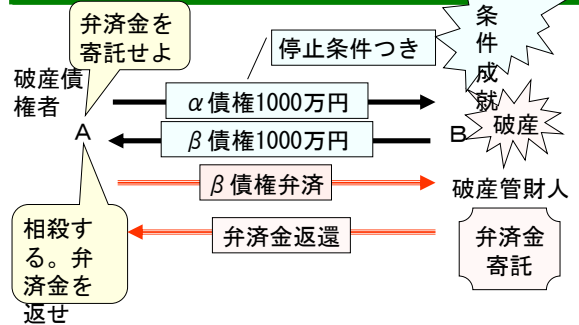 弁済金を
寄託せよ
停止条件つき
条
件
成
就
破産債
権者
α債権1000万円
A
β債権1000万円
B
破産
β債権弁済
破産管財人
相殺す
る。弁
済金を
返せ
弁済金返還
弁済金
寄託